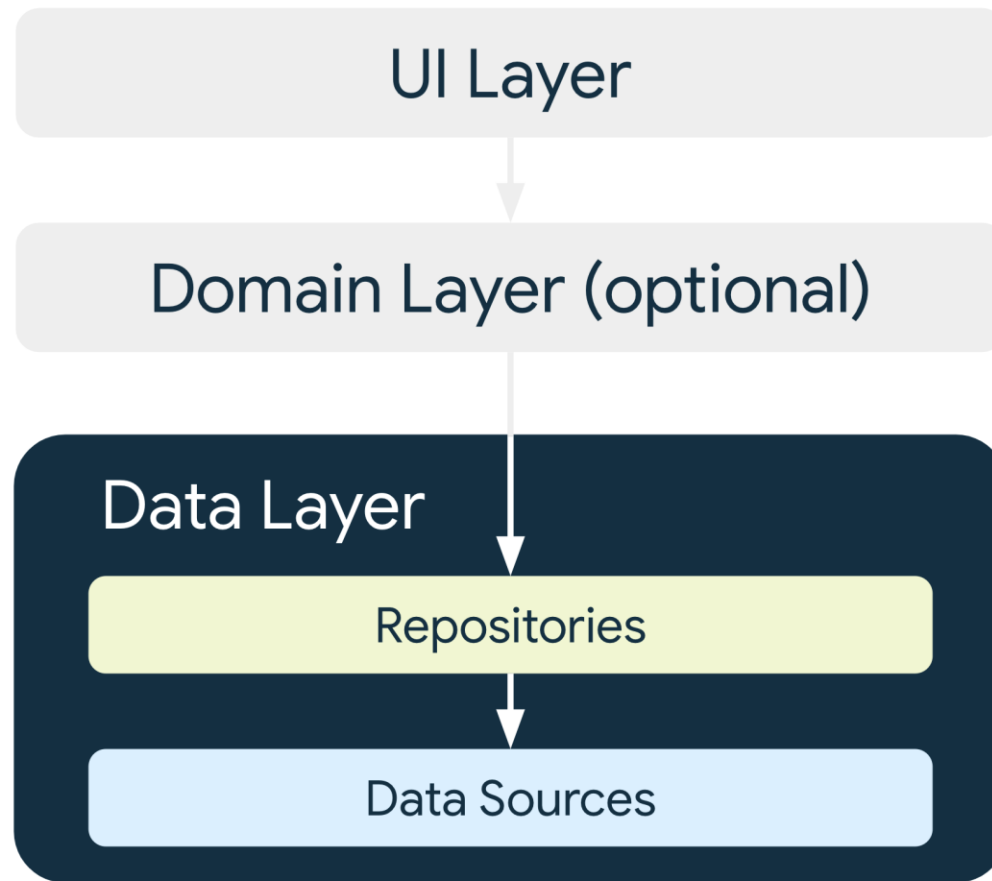 UI Layer
Domain Layer (optional)
Data Layer
Repositories
Data Sources